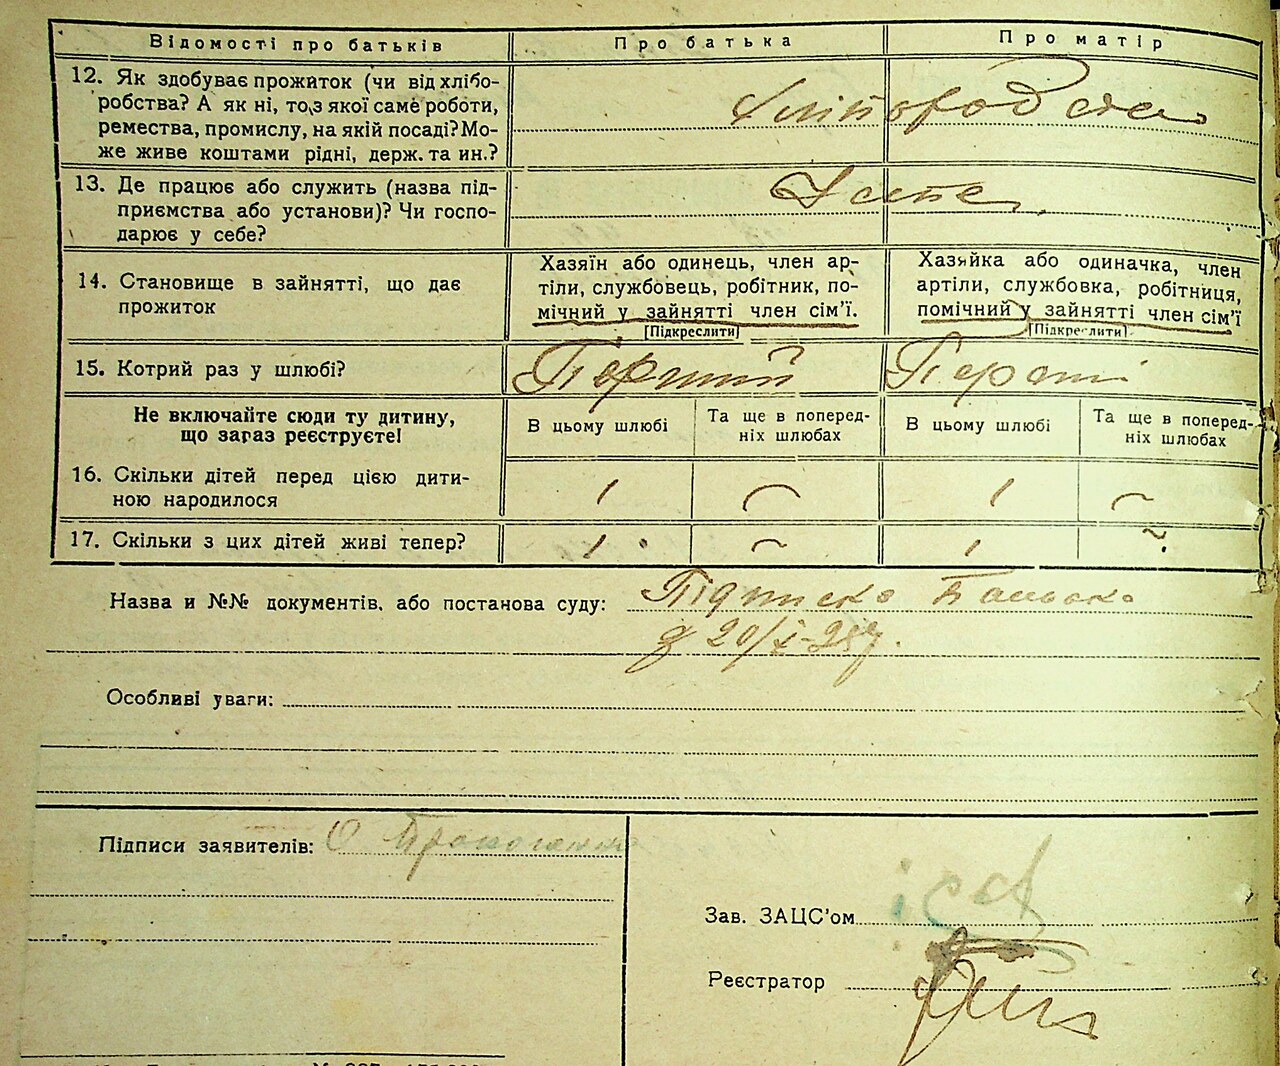 Відомості про батьків
Про батька
Про матір
12. Як здобуває прожиток (чи від хлібо-
робства? А як ні, то з якої саме роботи,
ремества, промислу, на якій посаді? Мо-
же живе коштами рідні, держ. та ин.?
13. Де працює або служить (назва під-
приємства або установи)? Чи госпо-
дарює у себе?
14. Становище в зайнятті, що дає
прожиток
Хазяїн або одинець, член ар-
тіли, службовець, робітник, по-
мічний у зайнятті член сім'ї.
[Підкреслити]
Хазяйка або одиначка, член
артіли, службовка, робітниця,
помічний у зайнятті член сім'ї
[Підкреслити]
15. Котрий раз у шлюбі?
Перший
Перший
Не включайте сюди ту дитину,
що зараз реєструєте!
В цьому шлюбі
Та ще в поперед-
ніх шлюбах
В цьому шлюбі
Та ще в поперед-
ніх шлюбах
16. Скільки дітей перед цією дити-
ною народилося
1
–
1
–
17. Скільки з цих дітей живі тепер?
1
–
1
–
Назва и №№ документів, або постанова суду: Підписка Батька
Особливі уваги:
Підписи заявителів:
Зав. ЗАЦС'ом
Реєстратор